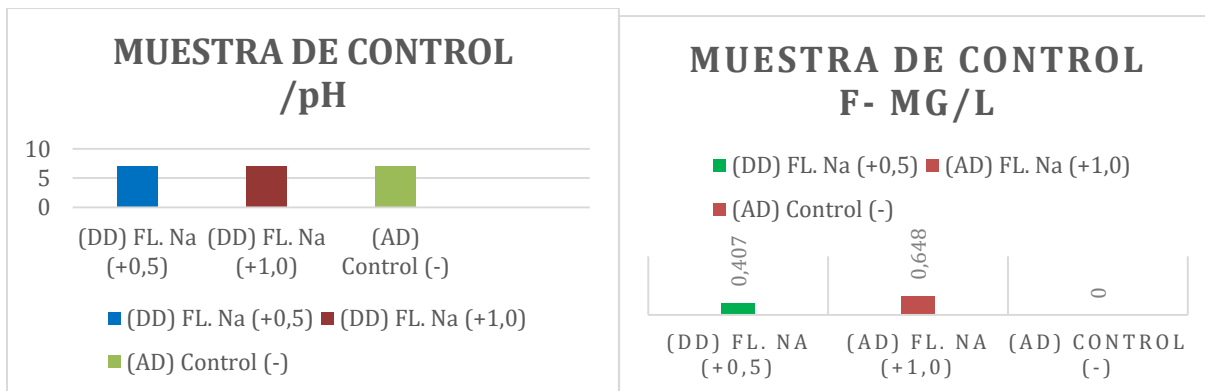 MUESTRA DE CONTROL
/pH
10
5
0
(DD) FL. Na
(+0,5)
(DD) FL. Na
(+1,0)
(AD)
Control (-)
(DD) FL. Na (+0,5)
(DD) FL. Na (+1,0)
(AD) Control (-)
MUESTRA DE CONTROL
F- MG/L
(DD) FL. Na (+0,5)
(AD) FL. Na (+1,0)
(AD) Control (-)
0,407
0,648
0
(DD) FL. NA
(+0,5)
(AD) FL. NA
(+1,0)
(AD) CONTROL
(-)